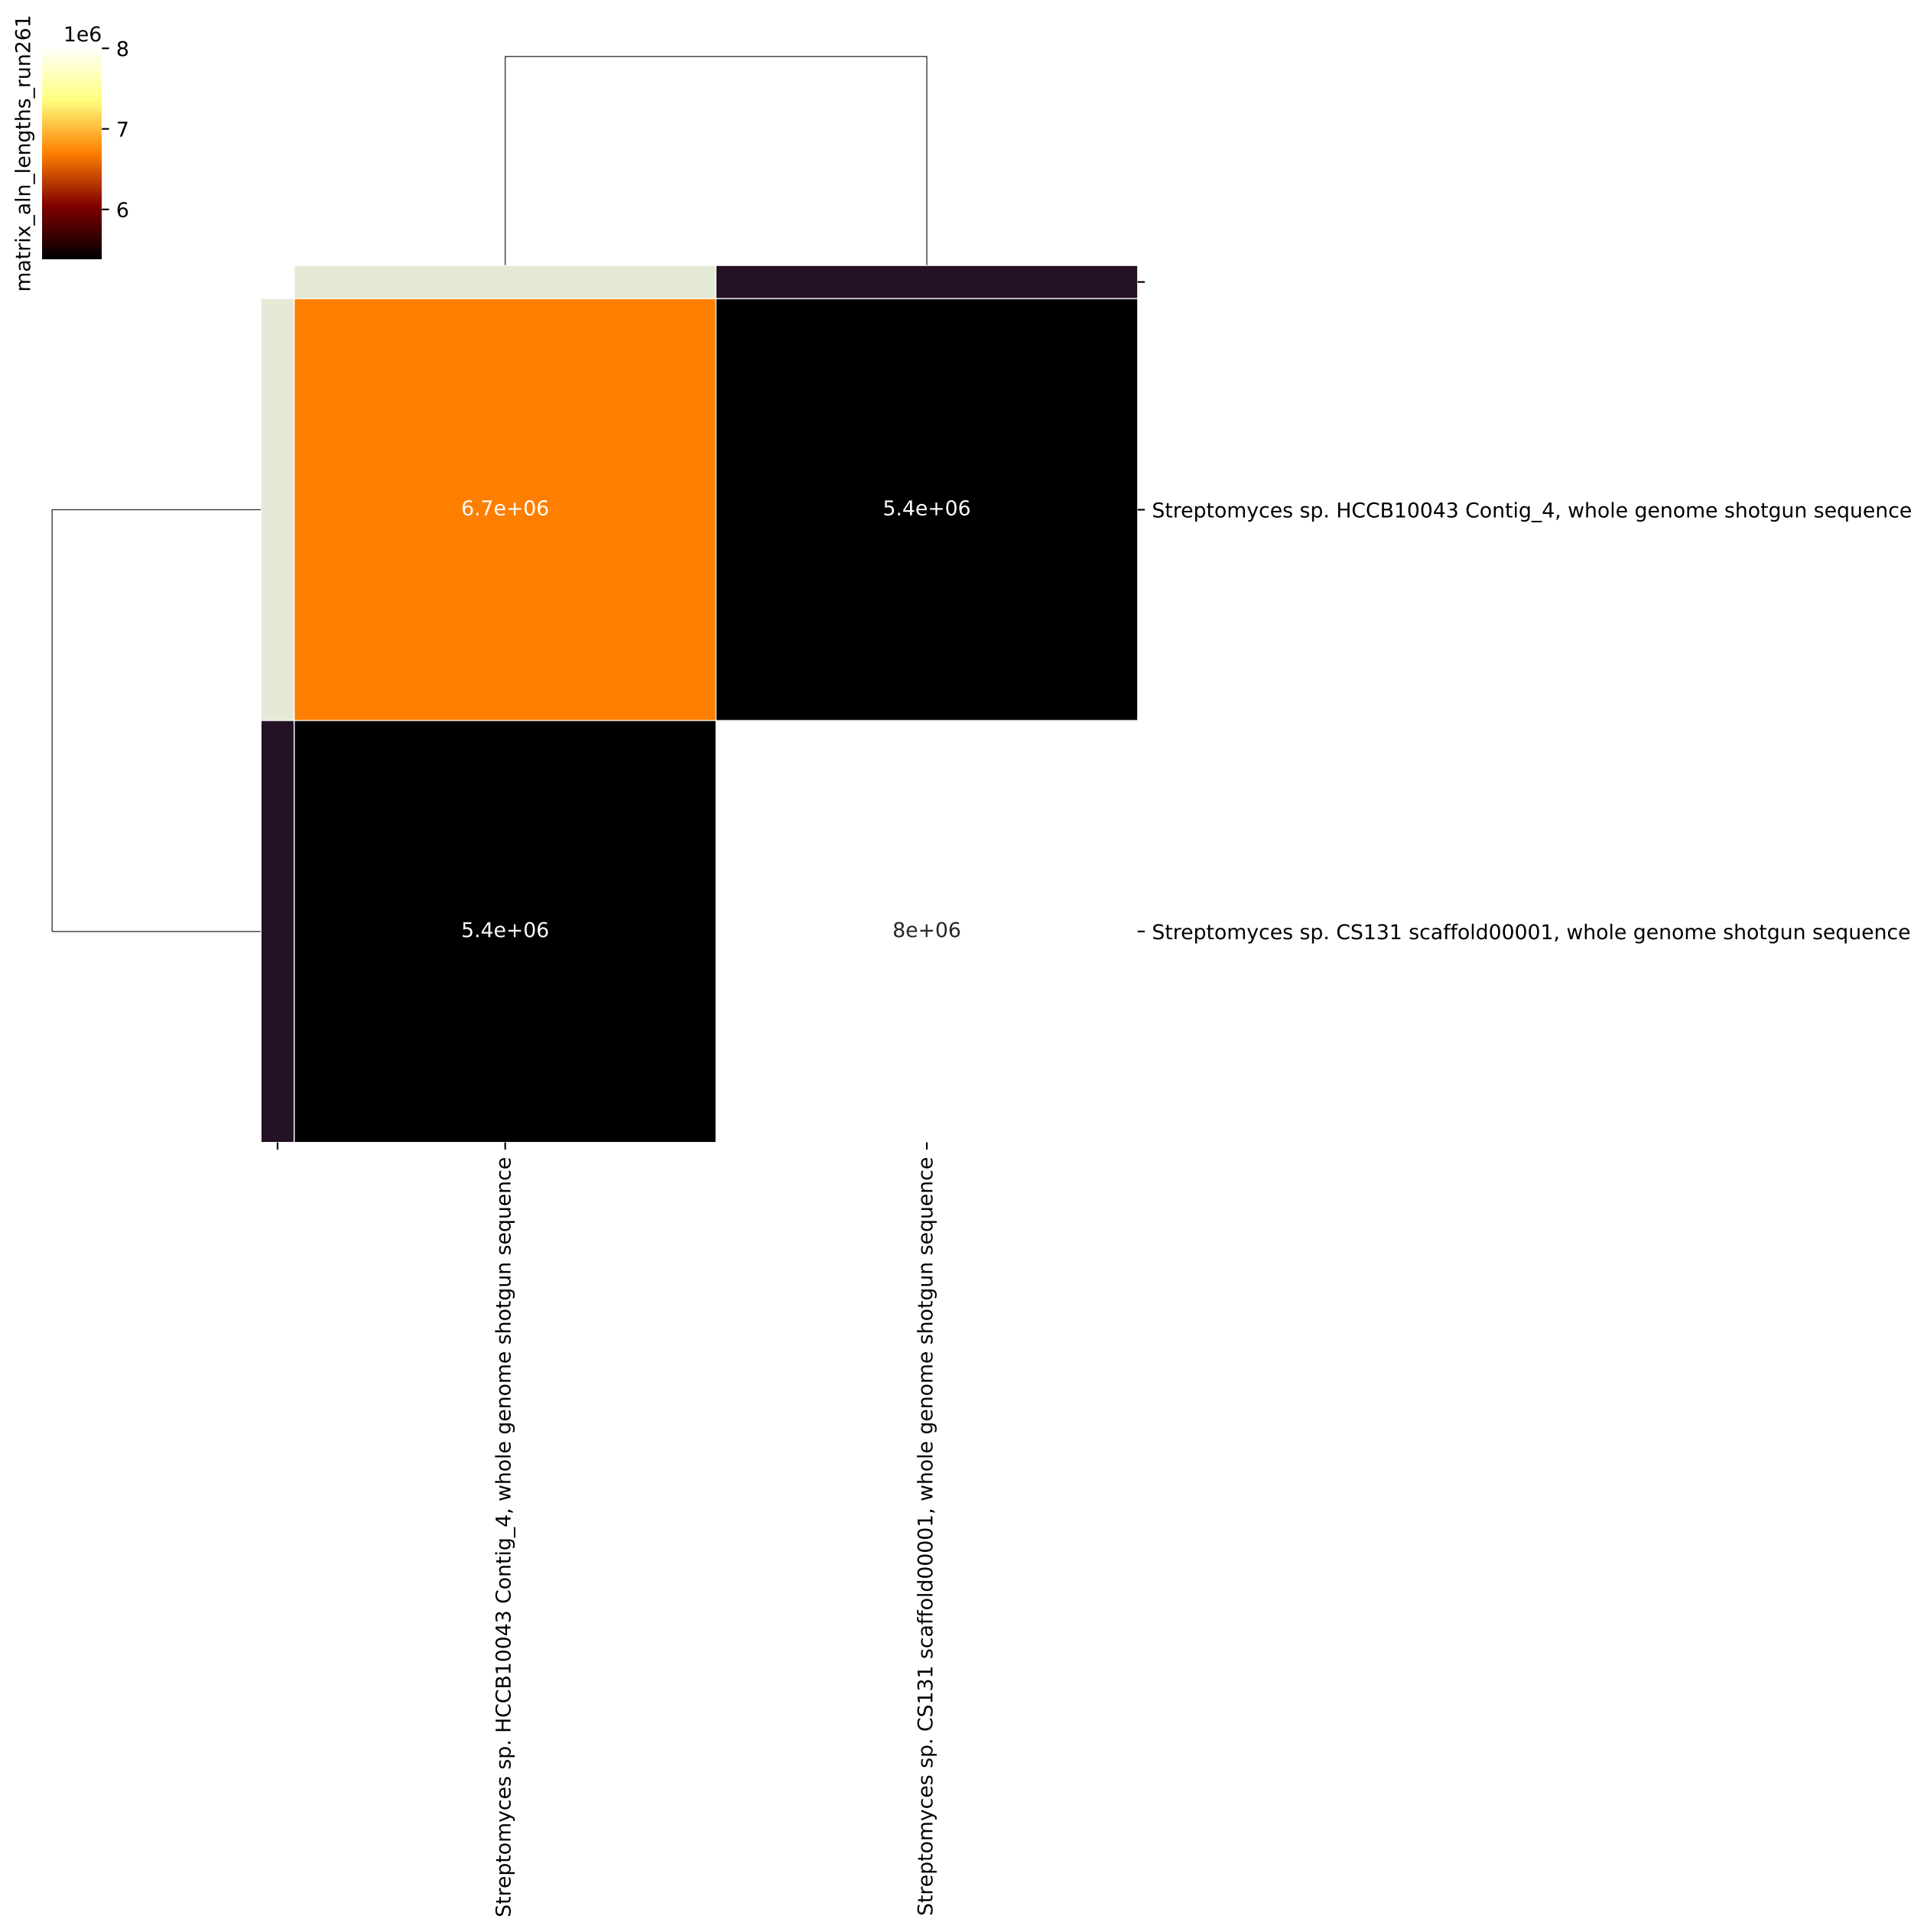 matrix_aln_lengths_run261
1e6
8
7
6
6.7e+06
5.4e+06
Streptomyces sp. HCCB10043 Contig_4, whole genome shotgun sequence
5.4e+06
8e+06
Streptomyces sp. CS131 scaffold00001, whole genome shotgun sequence
Streptomyces sp. HCCB10043 Contig_4, whole genome shotgun sequence
Streptomyces sp. CS131 scaffold00001, whole genome shotgun sequence